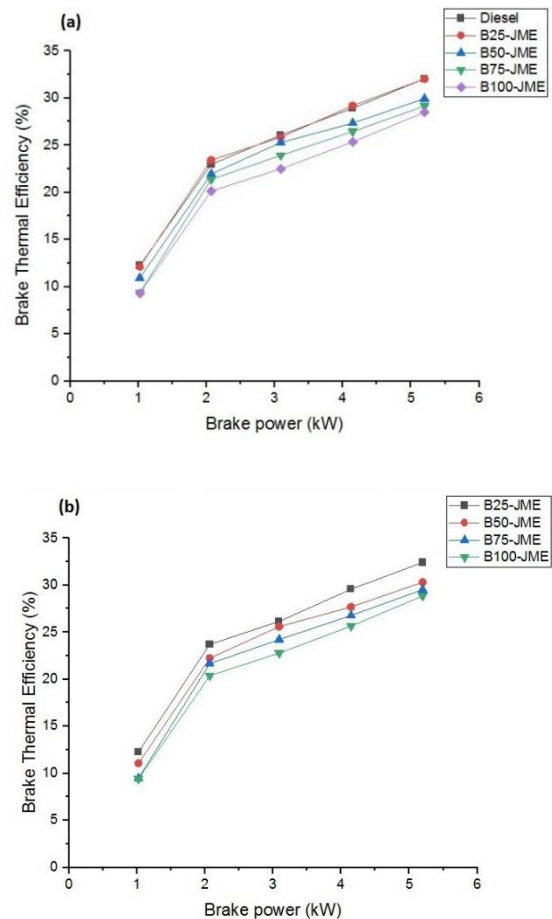 (a)
Diesel
B25-JME
B50-JME
B75-JME
B100-JME
35
30
25
20
15
10
5
0
Brake Thermal Efficiency (%)
0 1 2 3 4 5 6
Brake power (kW)
(b)
B25-JME
B50-JME
B75-JME
B100-JME
35
30
25
20
15
10
5
0
Brake Thermal Efficiency (%)
0 1 2 3 4 5 6
Brake power (kW)